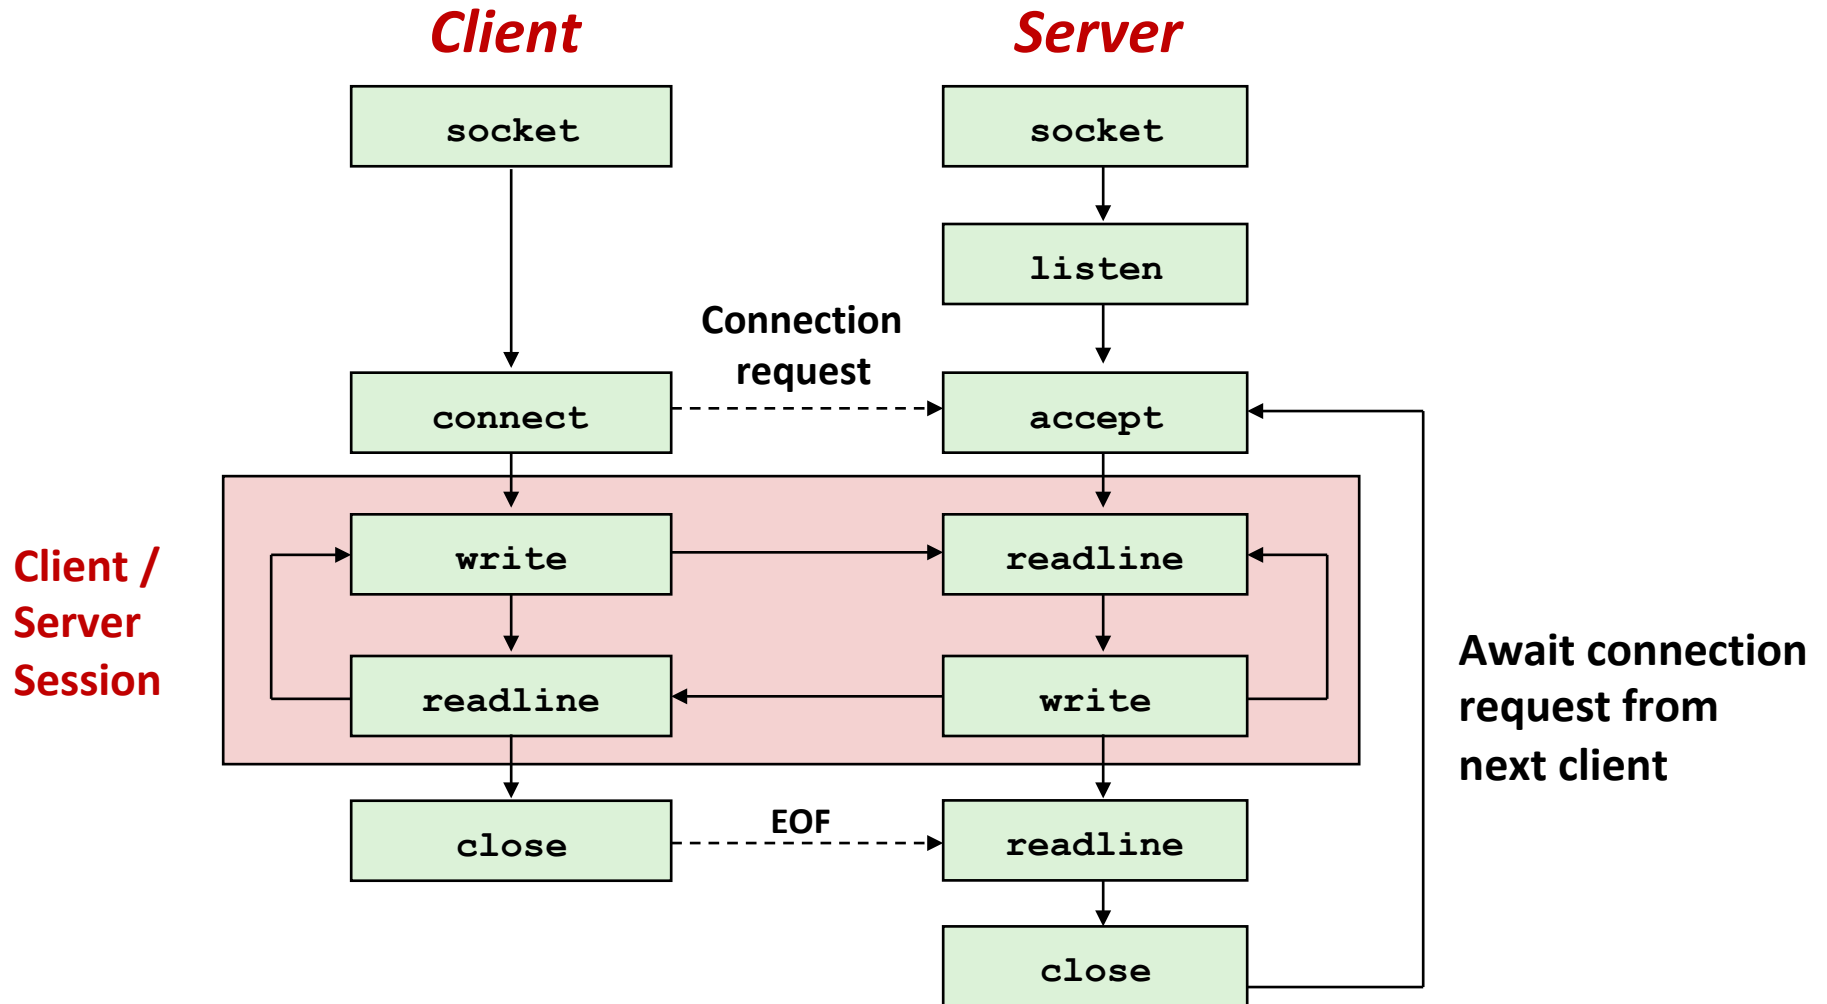 Client
Server
socket
socket
listen
Connection
request
connect
accept
Client /
Server
Session
write
readline
readline
write
Await connection
request from
next client
close
EOF
readline
close